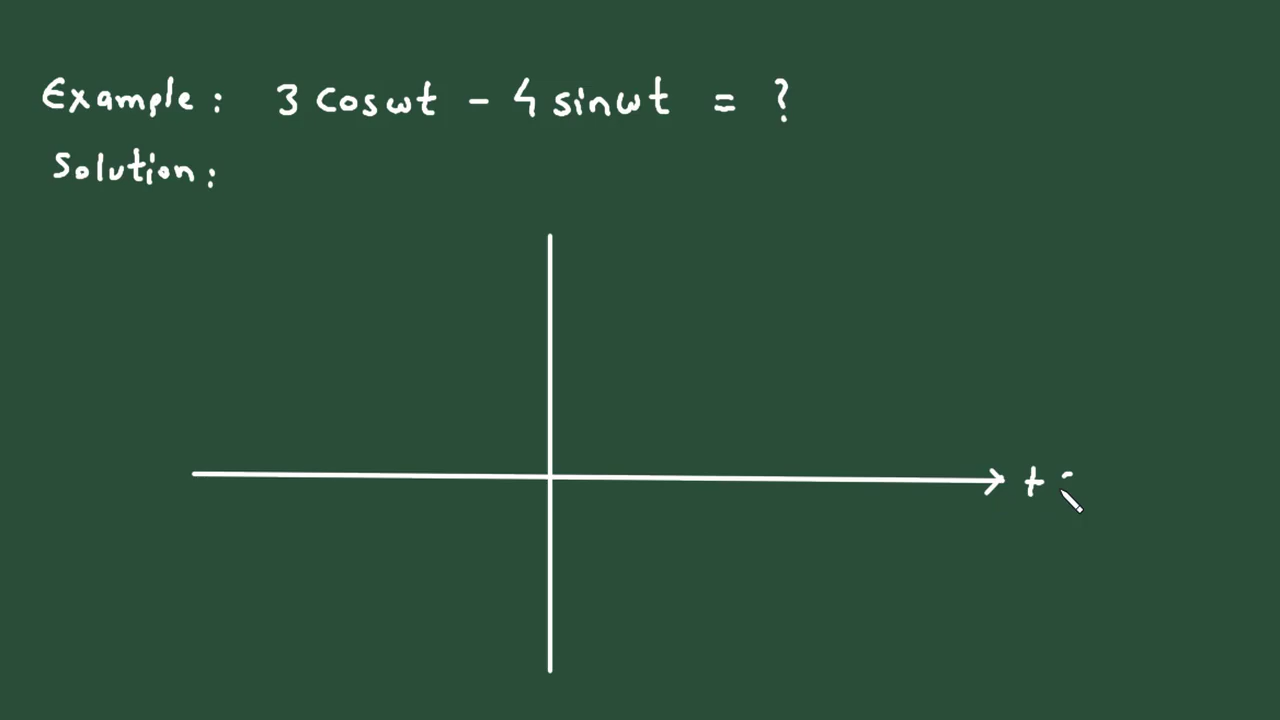 Example: 3 cosωt - 4 sinωt = ?
Solution:
+